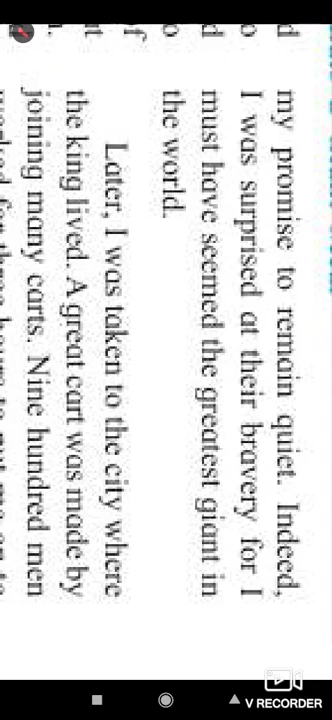 my promise to remain quiet. Indeed,
I was surprised at their bravery for I
must have seemed the greatest giant in
the world.
Later, I was taken to the city where
the king lived. A great cart was made by
joining many carts. Nine hundred men
V RECORDER